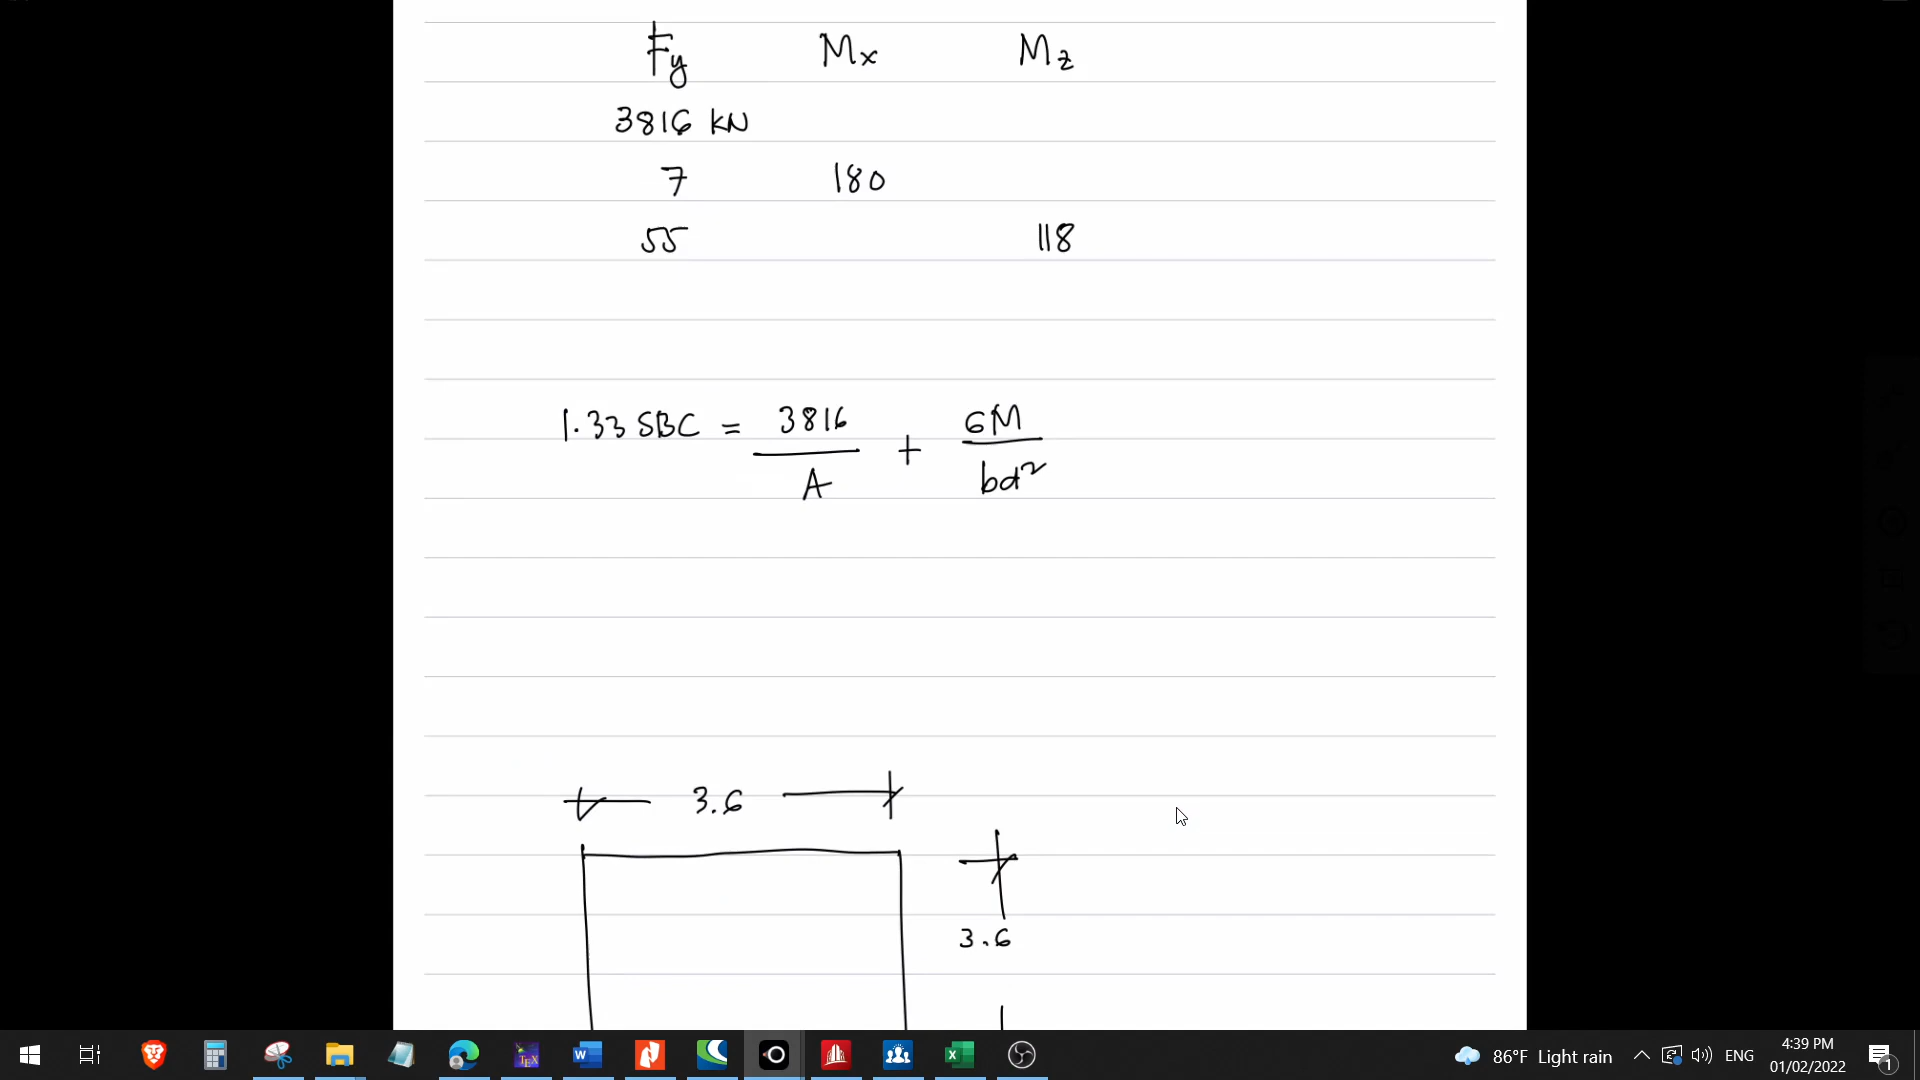 Fy Mx Mz
3816 kN
7 180
55 118
1.33 SBC = 3816 / A + 6M / bd²
3.6
3.6
86°F Light rain ENG 4:39 PM
01/02/2022
1